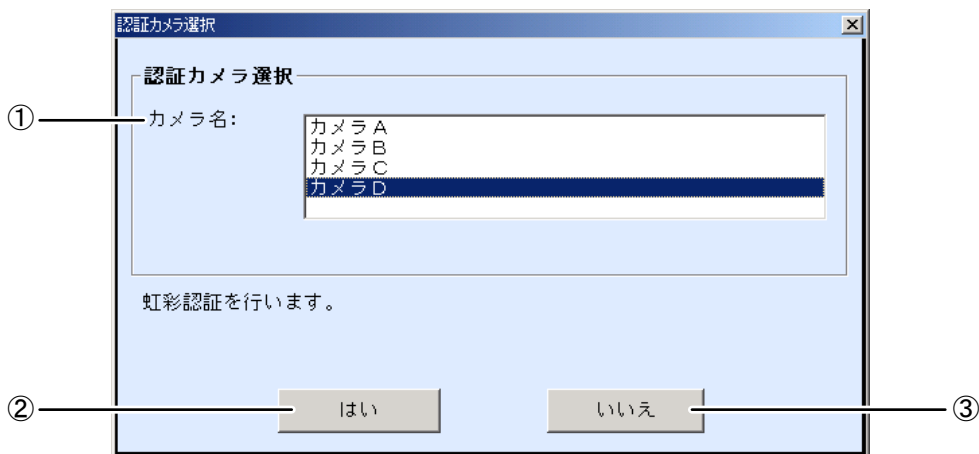 認証カメラ選択
認証カメラ選択
① カメラ名:
カメラA
カメラB
カメラC
カメラD
虹彩認証を行います。
② はい いいえ ③